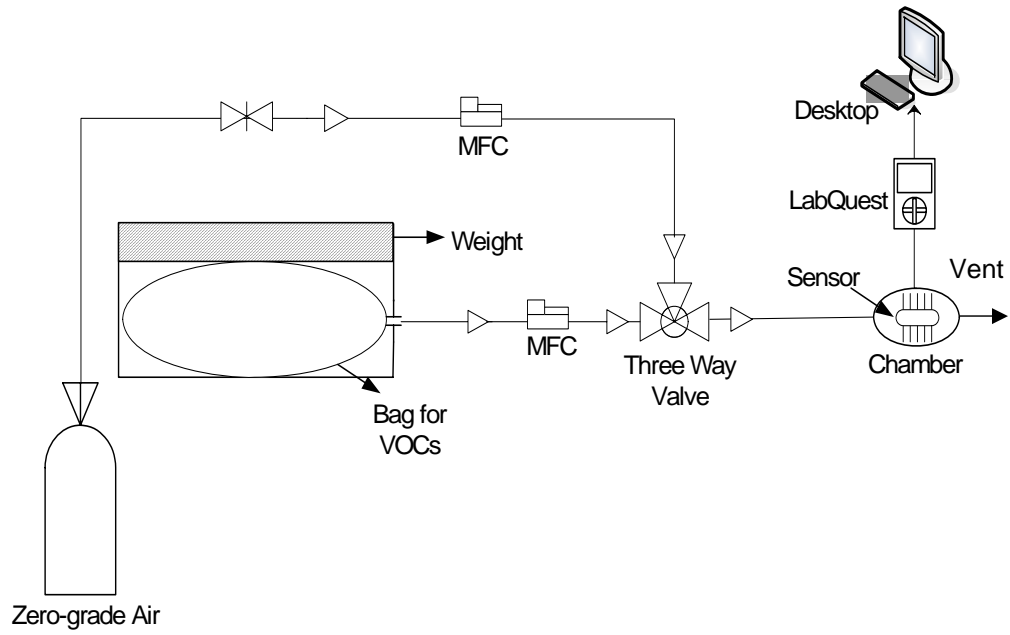 Desktop
MFC
LabQuest
Weight
Vent
Sensor
MFC
Three Way
Valve
Chamber
Bag for
VOCs
Zero-grade Air